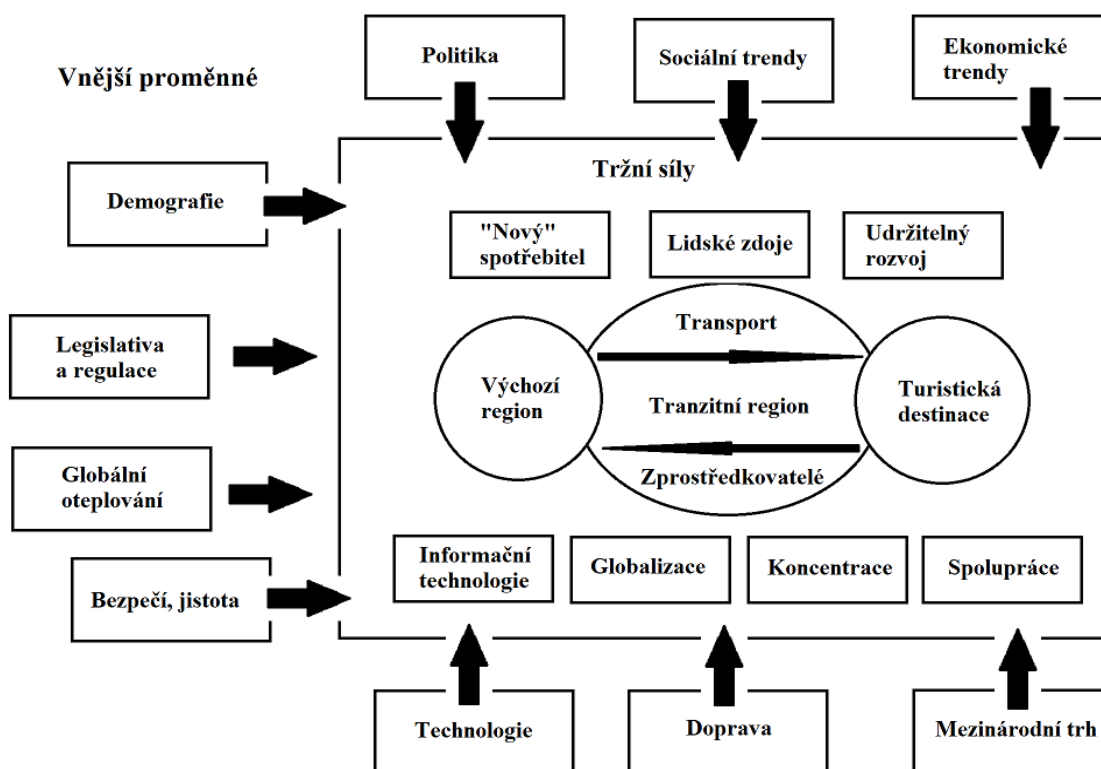 Politika
Sociální trendy
Ekonomické
trendy
Vnější proměnné
Tržní síly
Demografie
"Nový"
spotřebitel
Lidské zdoje
Udržitelný
rozvoj
Transport
Legislativa
a regulace
Výchozí
region
Tranzitní region
Turistická
destinace
Globální
oteplování
Zprostředkovatelé
Informační
technologie
Globalizace
Koncentrace
Spolupráce
Bezpečí, jistota
Technologie
Doprava
Mezinárodní trh